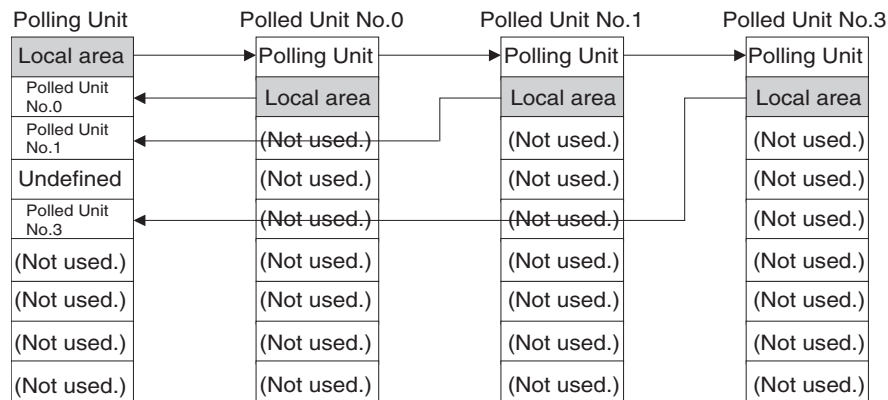 Polling Unit Polled Unit No.0 Polled Unit No.1 Polled Unit No.3
Local area Polling Unit Polling Unit Polling Unit
Polled Unit
No.0
Local area Local area Local area
Polled Unit
No.1
(Not used.) (Not used.) (Not used.)
Undefined (Not used.) (Not used.) (Not used.)
Polled Unit
No.3
(Not used.) (Not used.) (Not used.)
(Not used.) (Not used.) (Not used.) (Not used.)
(Not used.) (Not used.) (Not used.) (Not used.)
(Not used.) (Not used.) (Not used.) (Not used.)
(Not used.) (Not used.) (Not used.) (Not used.)